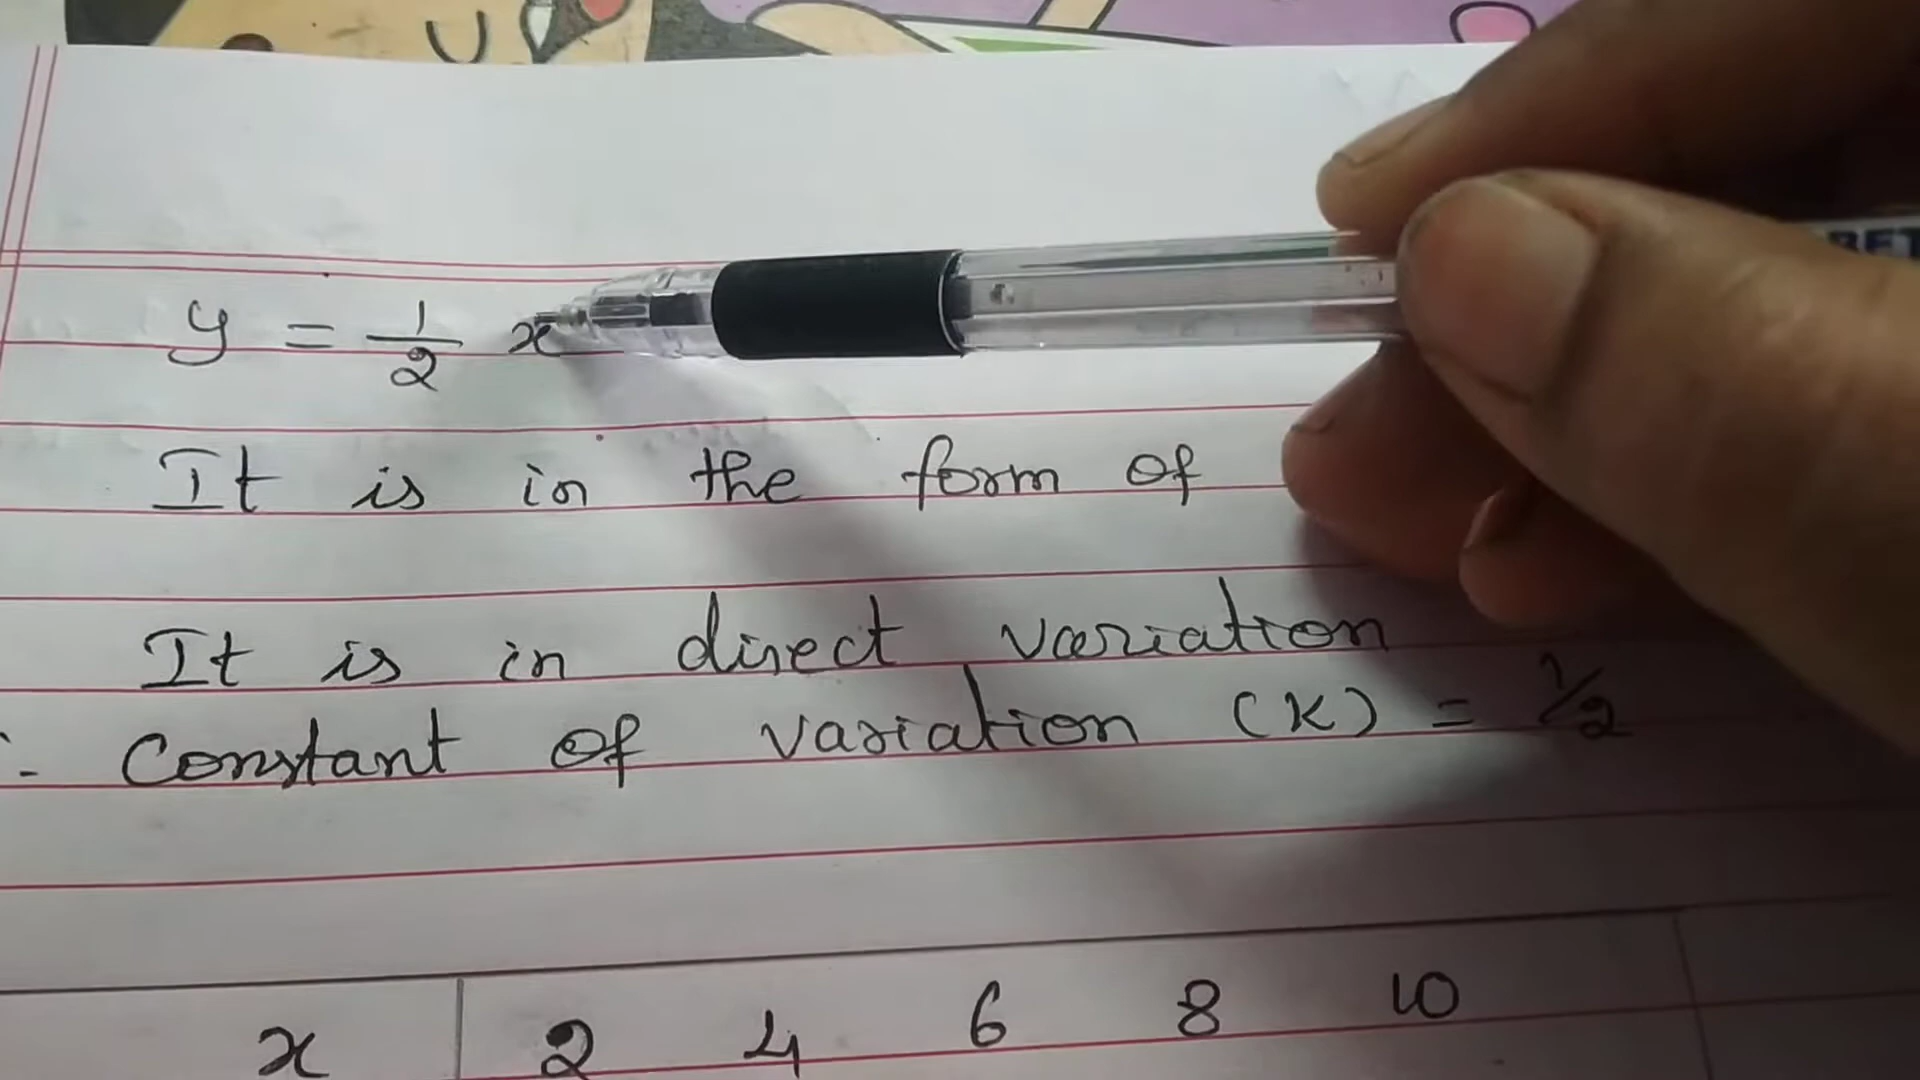 y = 1/2 x
It is in the form of
It is in direct variation
Constant of variation (K) = 1/2
x 2 4 6 8 10